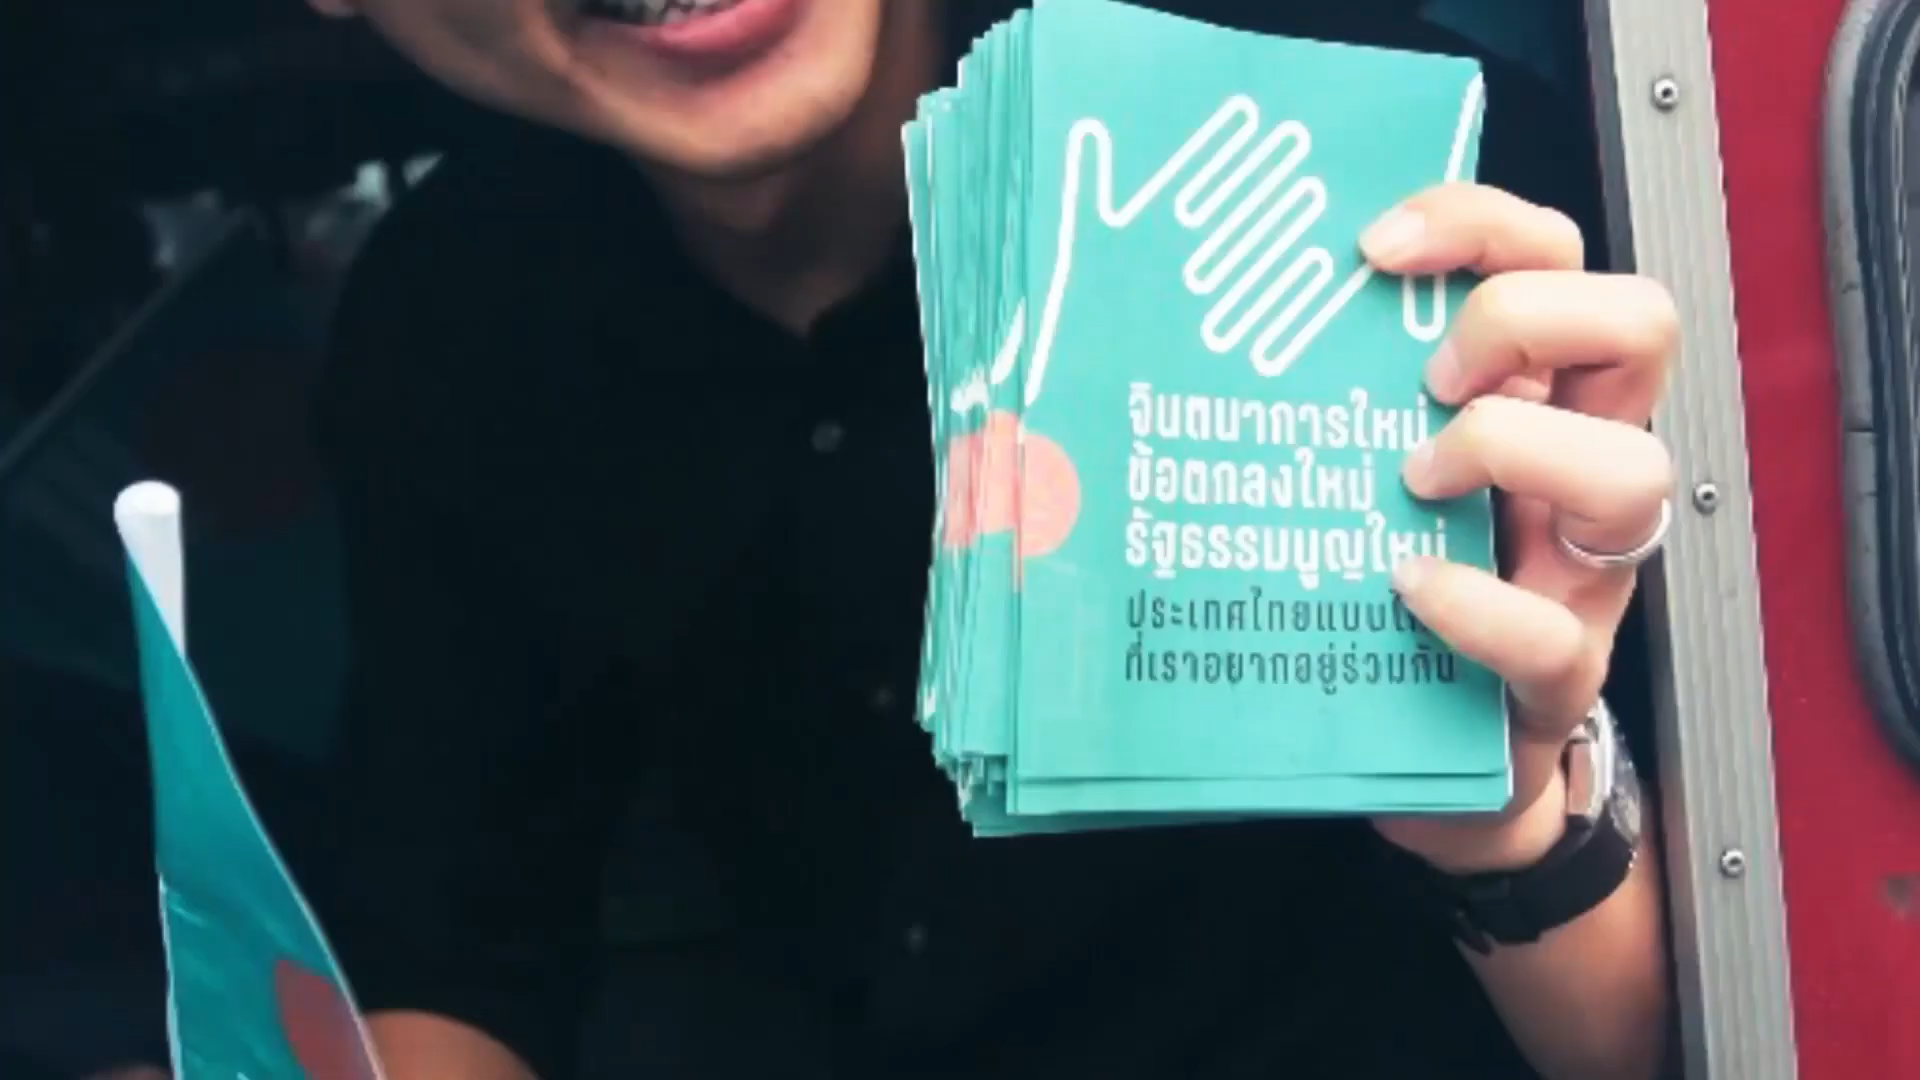 จินตนาการใหม่
ข้อตกลงใหม่
รัฐธรรมนูญใหม่
ประเทศไทยแบบ
ที่เราอยากอยู่ร่วมกัน